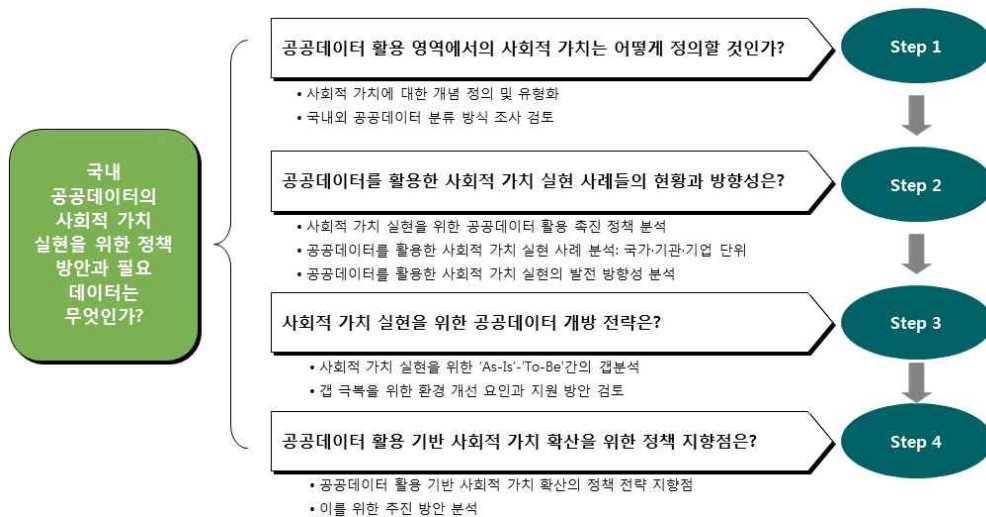 국내
공공데이터의
사회적 가치
실현을 위한 정책
방안과 필요
데이터는
무엇인가?
공공데이터 활용 영역에서의 사회적 가치는 어떻게 정의할 것인가?
Step 1
• 사회적 가치에 대한 개념 정의 및 유형화
• 국내외 공공데이터 분류 방식 조사 검토
공공데이터를 활용한 사회적 가치 실현 사례들의 현황과 방향성은?
Step 2
• 사회적 가치 실현을 위한 공공데이터 활용 촉진 정책 분석
• 공공데이터를 활용한 사회적 가치 실현 사례 분석: 국가·기관·기업 단위
• 공공데이터를 활용한 사회적 가치 실현의 발전 방향성 분석
사회적 가치 실현을 위한 공공데이터 개방 전략은?
Step 3
• 사회적 가치 실현을 위한 ‘As-Is’-‘To-Be’간의 갭분석
• 갭 극복을 위한 환경 개선 요인과 지원 방안 검토
공공데이터 활용 기반 사회적 가치 확산을 위한 정책 지향점은?
Step 4
• 공공데이터 활용 기반 사회적 가치 확산의 정책 전략 지향점
• 이를 위한 추진 방안 분석